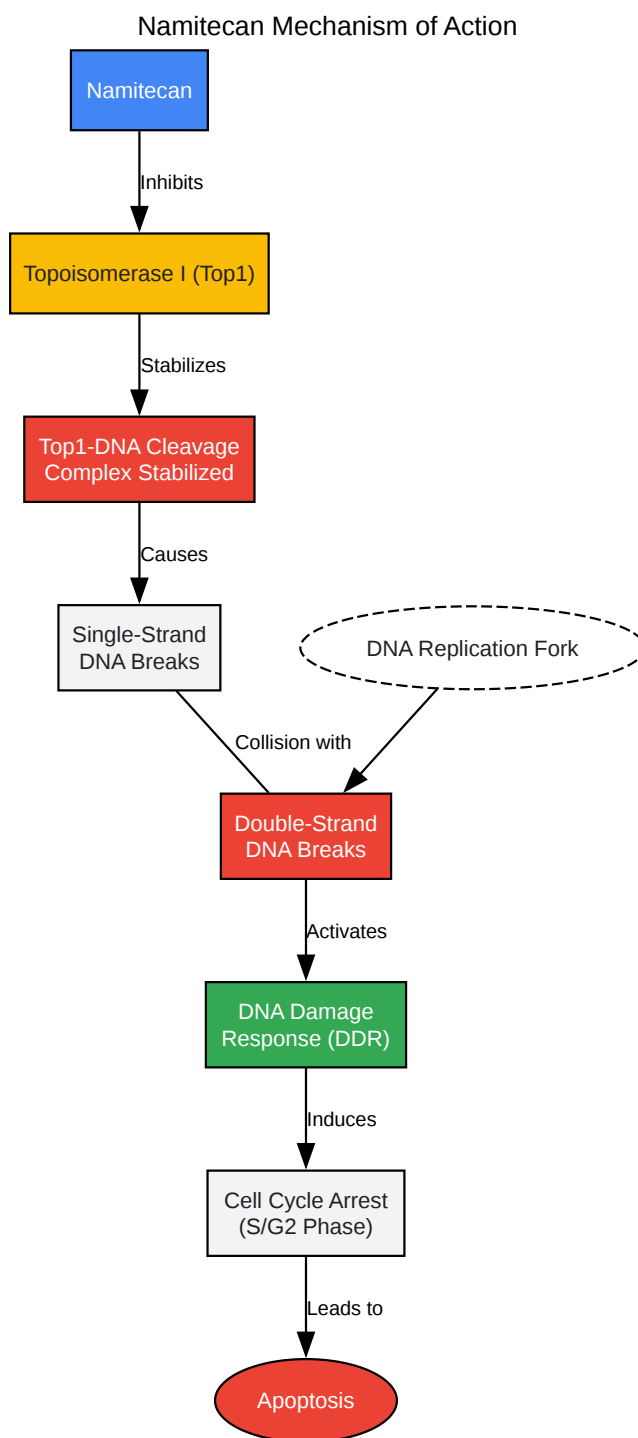 Namitecan Mechanism of Action
Namitecan
Inhibits
Topoisomerase I (Top1)
Stabilizes
Top1-DNA Cleavage
Complex Stabilized
Causes
Single-Strand
DNA Breaks
DNA Replication Fork
Collision with
Double-Strand
DNA Breaks
Activates
DNA Damage
Response (DDR)
Induces
Cell Cycle Arrest
(S/G2 Phase)
Leads to
Apoptosis